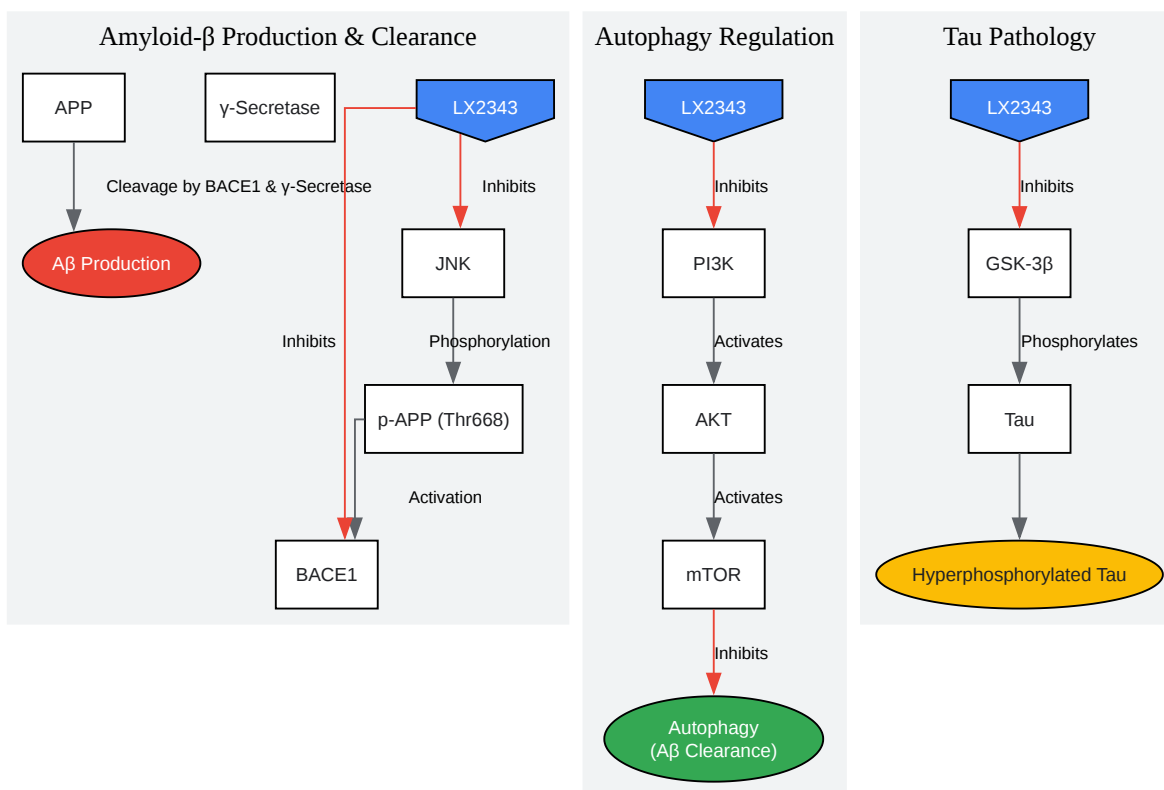 Amyloid-β Production & Clearance
APP
γ-Secretase
LX2343
Cleavage by BACE1 & γ-Secretase
Inhibits
Aβ Production
JNK
Inhibits
Phosphorylation
p-APP (Thr668)
Activation
BACE1
Autophagy Regulation
LX2343
Inhibits
PI3K
Activates
AKT
Activates
mTOR
Inhibits
Autophagy
(Aβ Clearance)
Tau Pathology
LX2343
Inhibits
GSK-3β
Phosphorylates
Tau
Hyperphosphorylated Tau